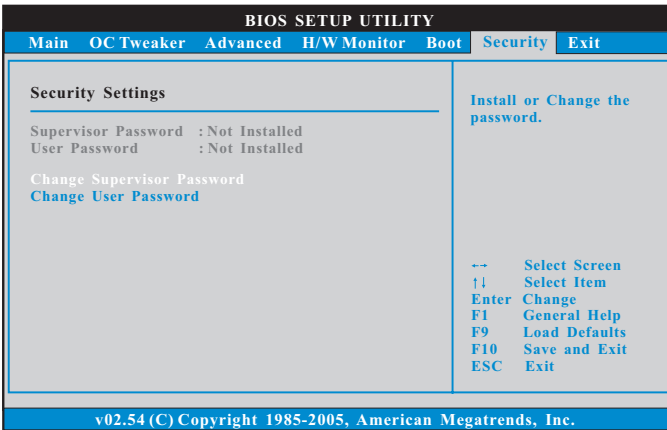 BIOS SETUP UTILITY
Main OC Tweaker Advanced H/W Monitor Boot Security Exit
Security Settings
Supervisor Password : Not Installed
User Password : Not Installed
Change Supervisor Password
Change User Password
Install or Change the
password.
←→ Select Screen
↑↓ Select Item
Enter Change
F1 General Help
F9 Load Defaults
F10 Save and Exit
ESC Exit
v02.54 (C) Copyright 1985-2005, American Megatrends, Inc.